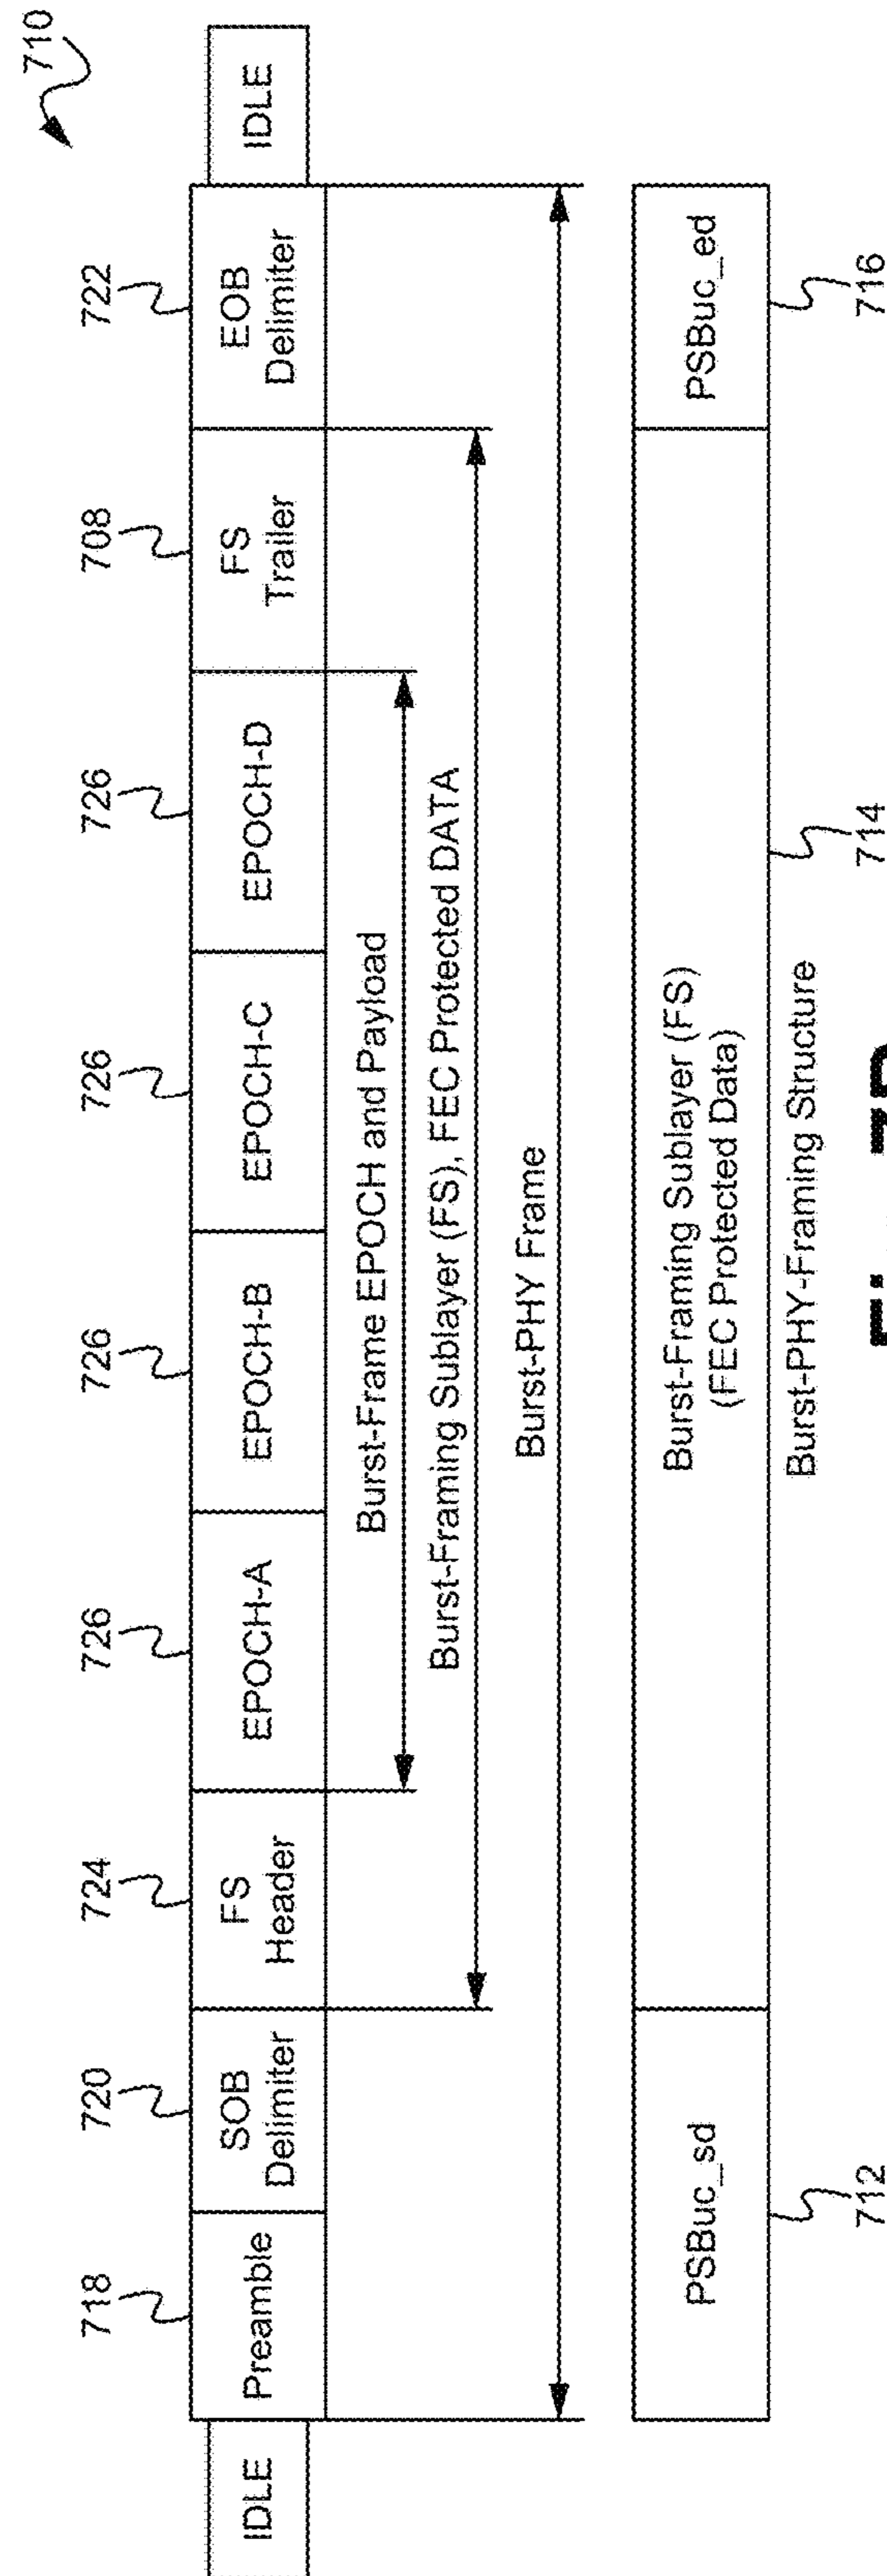 710
718
720
724
726
726
726
726
708
722
IDLE
Preamble
SOB
Delimiter
FS
Header
EPOCH-A
EPOCH-B
EPOCH-C
EPOCH-D
FS
Trailer
EOB
Delimiter
IDLE
Burst-Frame EPOCH and Payload
Burst-Framing Sublayer (FS), FEC Protected DATA
Burst-PHY Frame
PSBuc_sd
Burst-Framing Sublayer (FS)
(FEC Protected Data)
PSBuc_ed
712
714
716
Burst-PHY-Framing Structure